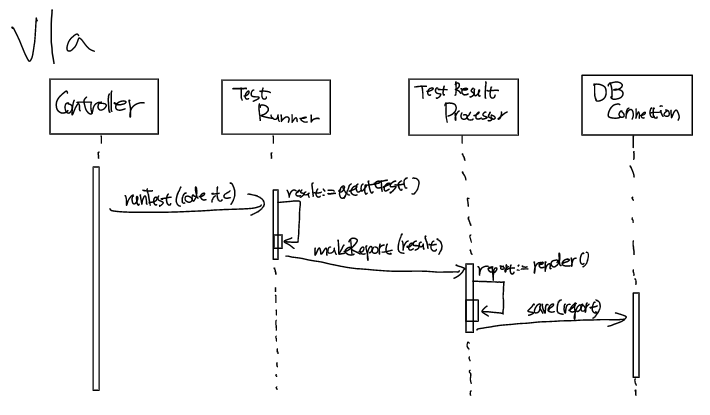 V1a
Controller
Test
Runner
Test Result
Processor
DB
Connection
runTest(code, tc)
result:=executeTest()
makeReport(result)
report:=render()
save(report)